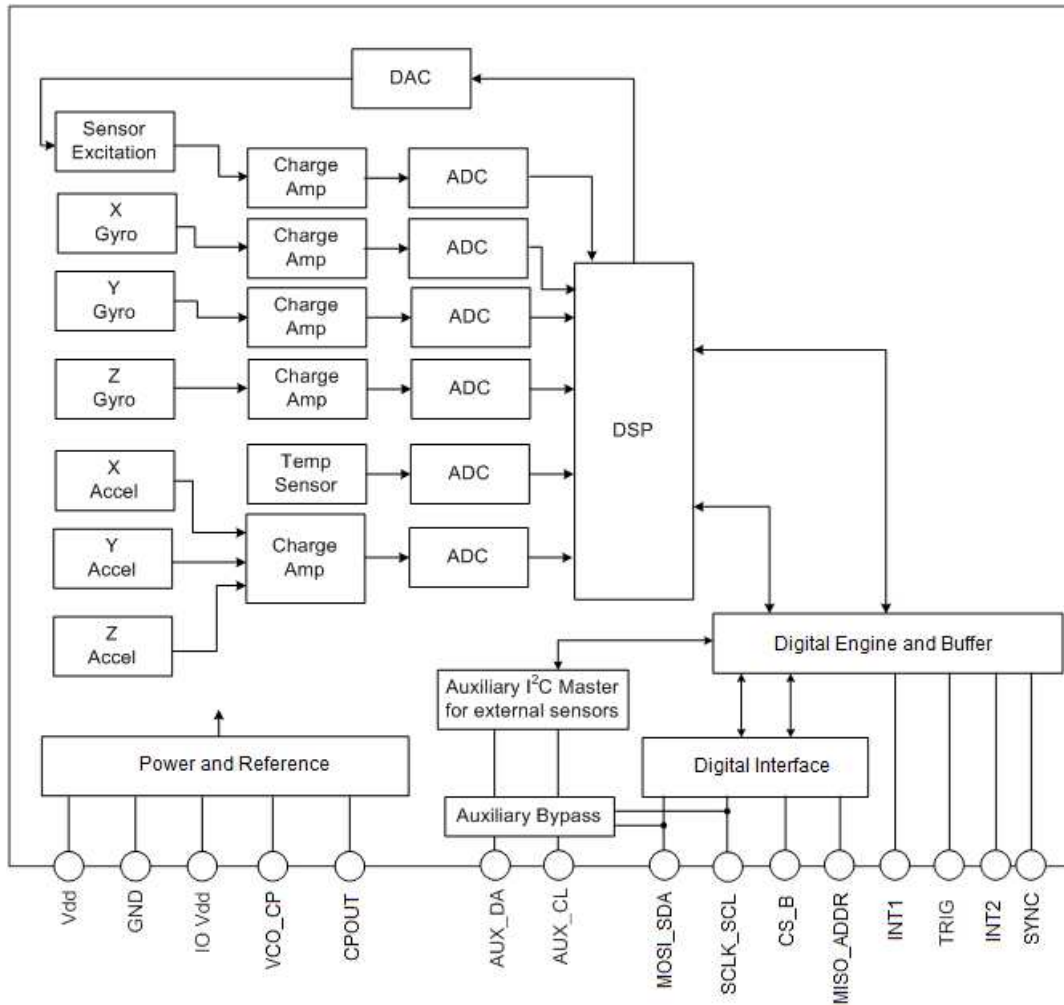 DAC
Sensor
Excitation
Charge
Amp
ADC
X
Gyro
Charge
Amp
ADC
Y
Gyro
Charge
Amp
ADC
Z
Gyro
Charge
Amp
ADC
DSP
X
Accel
Temp
Sensor
ADC
Y
Accel
Charge
Amp
ADC
Z
Accel
Digital Engine and Buffer
Auxiliary I²C Master
for external sensors
Power and Reference
Digital Interface
Auxiliary Bypass
Vdd
GND
IO Vdd
VCO_CP
CPOUT
AUX_DA
AUX_CL
MOSI_SDA
SCLK_SCL
CS_B
MISO_ADDR
INT1
TRIG
INT2
SYNC